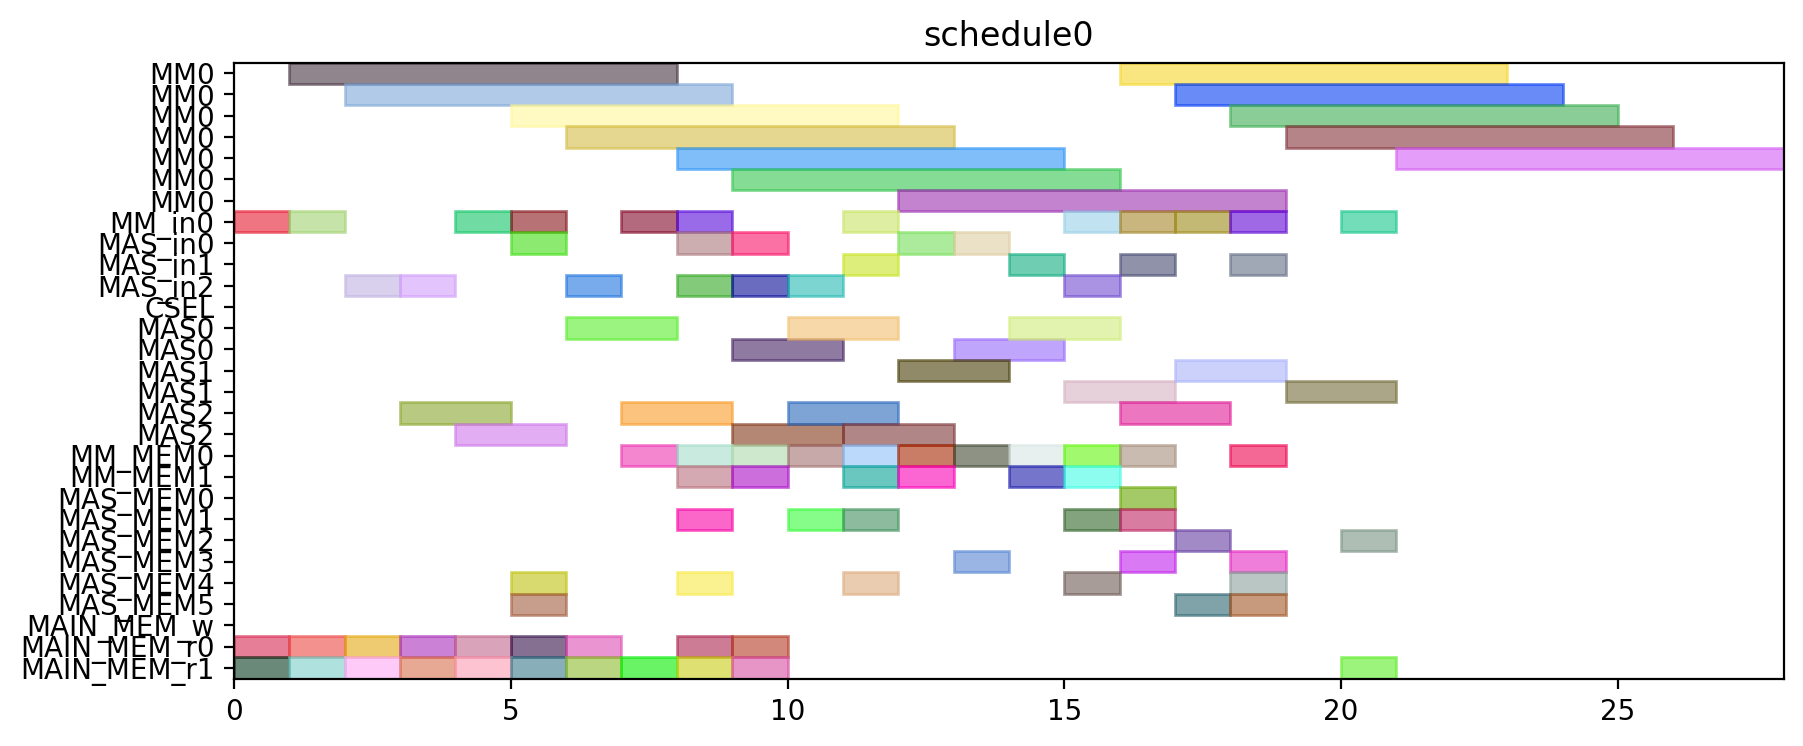 schedule0
MM0
MM0
MM0
MM0
MM0
MM0
MM0
MM_in0
MAS_in0
MAS_in1
MAS_in2
CSEL
MAS0
MAS0
MAS1
MAS1
MAS2
MAS2
MM_MEM0
MM_MEM1
MAS_MEM0
MAS_MEM1
MAS_MEM2
MAS_MEM3
MAS_MEM4
MAS_MEM5
MAIN_MEM_w
MAIN_MEM_r0
MAIN_MEM_r1
0 5 10 15 20 25